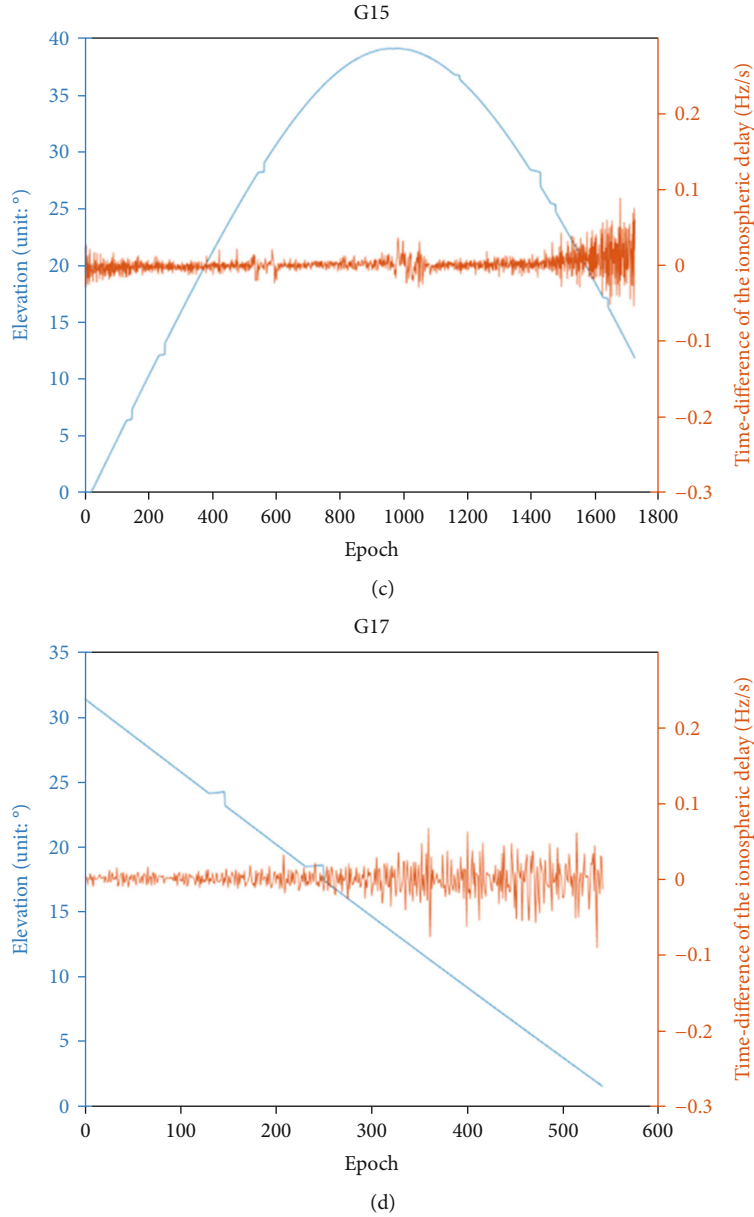 G15
40
35
30
25
20
15
10
5
0
Elevation (unit: °)
0.2
0.1
0
−0.1
−0.2
−0.3
Time-difference of the ionospheric delay (Hz/s)
0 200 400 600 800 1000 1200 1400 1600 1800
Epoch
(c)
G17
35
30
25
20
15
10
5
0
Elevation (unit: °)
0.2
0.1
0
−0.1
−0.2
−0.3
Time-difference of the ionospheric delay (Hz/s)
0 100 200 300 400 500 600
Epoch
(d)